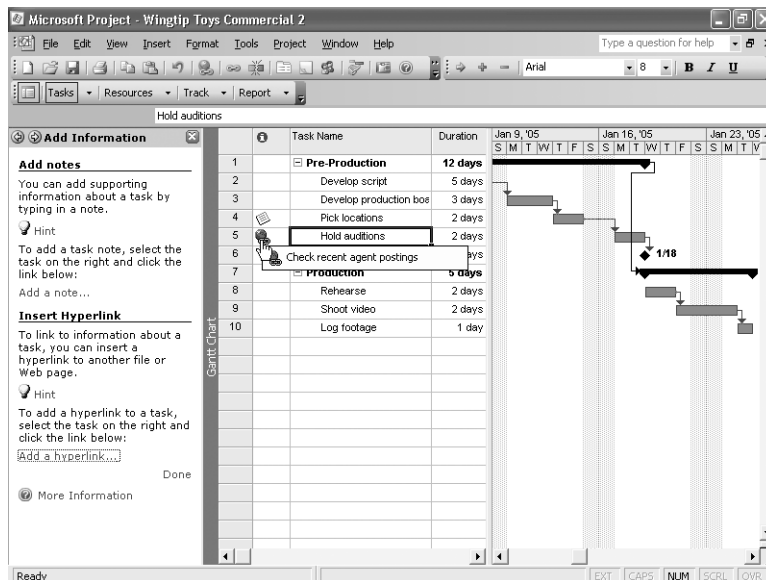 Microsoft Project - Wingtip Toys Commercial 2
File Edit View Insert Format Tools Project Window Help Type a question for help
Arial 8 B I U
Tasks Resources Track Report
Hold auditions
Add Information
Add notes
You can add supporting
information about a task by
typing in a note.
Hint
To add a task note, select the
task on the right and click the
link below:
Add a note...
Insert Hyperlink
To link to information about a
task, you can insert a
hyperlink to another file or
Web page.
Hint
To add a hyperlink to a task,
select the task on the right and
click the link below:
Add a hyperlink...
Done
More Information
Gantt Chart
Task Name Duration Jan 9, '05 Jan 16, '05 Jan 23, '05
S M T W T F S S M T W T F S S M T W
1 Pre-Production 12 days
2 Develop script 5 days
3 Develop production boa 3 days
4 Pick locations 2 days
5 Hold auditions 2 days
6 ays 1/18
Check recent agent postings
7 Production 5 days
8 Rehearse 2 days
9 Shoot video 2 days
10 Log footage 1 day
Ready EXT CAPS NUM SCRL OVR